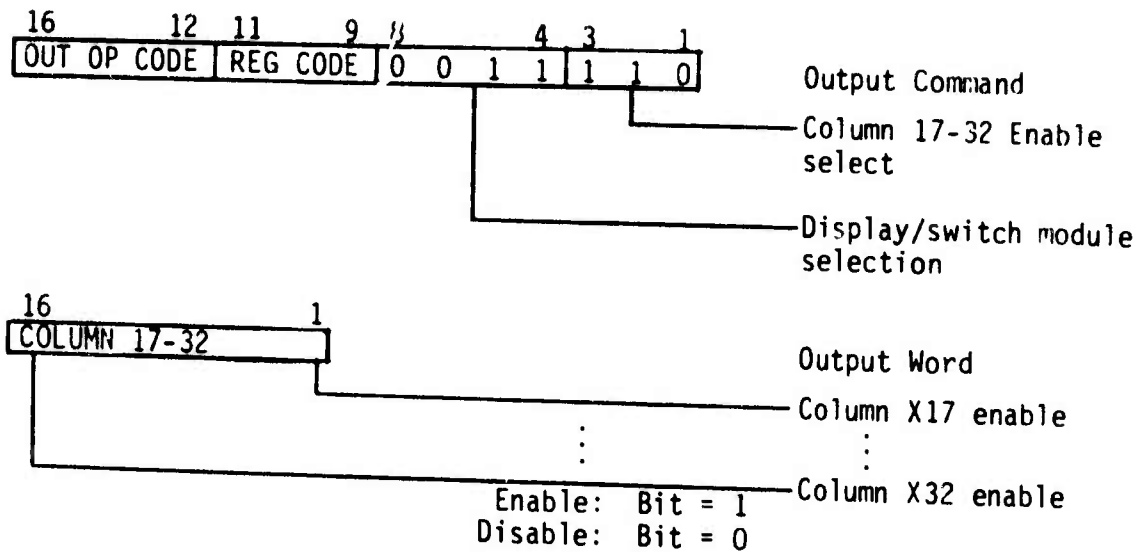 16 12 11 9 8 4 3 1
OUT OP CODE REG CODE 0 0 1 1 1 1 0
Output Command
Column 17-32 Enable
select
Display/switch module
selection
16 1
COLUMN 17-32
Output Word
Column X17 enable
Column X32 enable
Enable: Bit = 1
Disable: Bit = 0